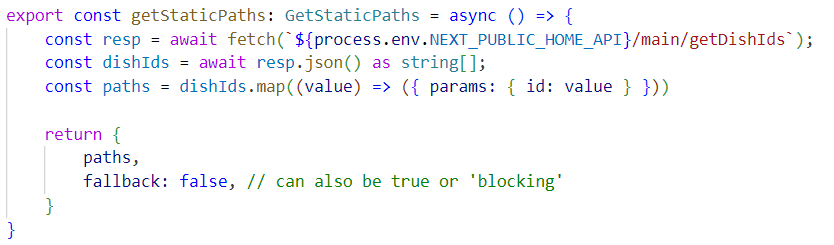 export const getStaticPaths: GetStaticPaths = async () => {
    const resp = await fetch(`${process.env.NEXT_PUBLIC_HOME_API}/main/getDishIds`);
    const dishIds = await resp.json() as string[];
    const paths = dishIds.map((value) => ({ params: { id: value } }))

    return {
        paths,
        fallback: false, // can also be true or 'blocking'
    }
}